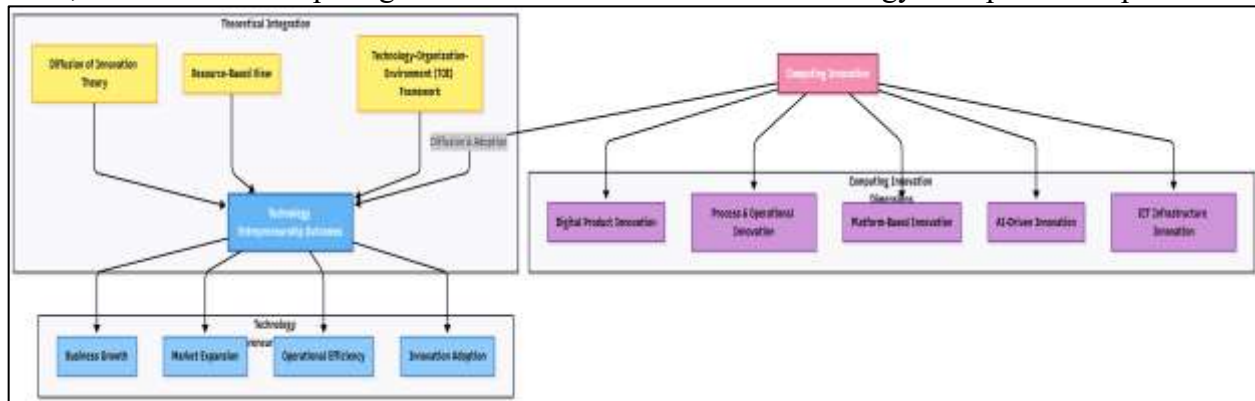 Theoretical Integration
Diffusion of Innovation
Theory
Resource-Based View
Technology-Organization-
Environment (TOE)
Framework
Computing Innovation
Diffusion & Adoption
Computing Innovation
Dimensions
Technology
Entrepreneurship Outcomes
Digital Product Innovation
Process & Operational
Innovation
Platform-Based Innovation
AI-Driven Innovation
ICT Infrastructure
Innovation
Technology
Business Growth
Market Expansion
Operational Efficiency
Innovation Adoption